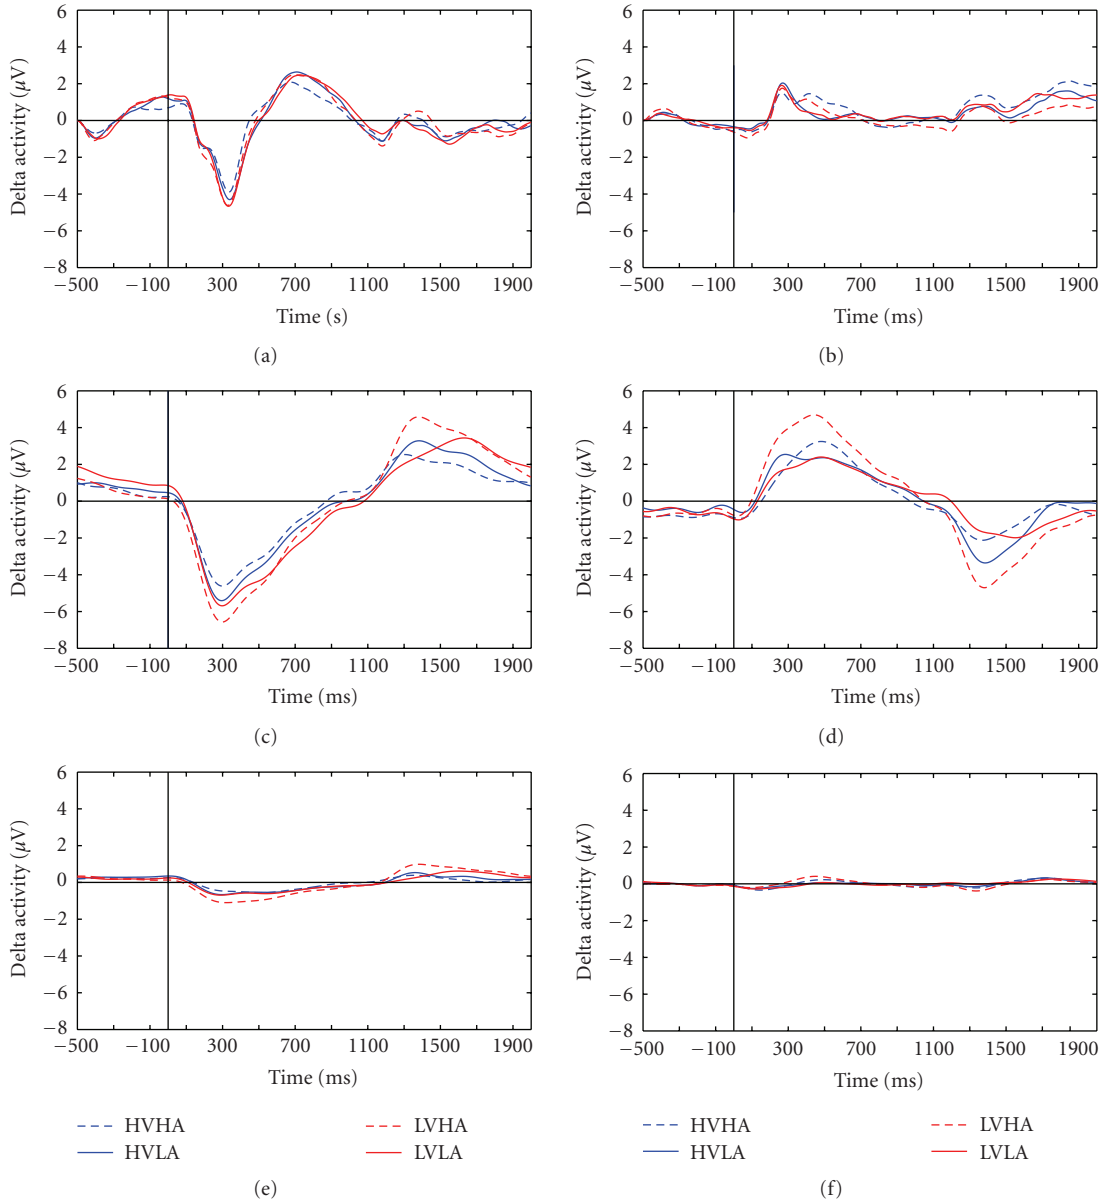 6
4
2
0
−2
−4
−6
−8
Delta activity (μV)
−500 −100 300 700 1100 1500 1900
Time (s)
(a)
6
4
2
0
−2
−4
−6
−8
Delta activity (μV)
−500 −100 300 700 1100 1500 1900
Time (ms)
(b)
6
4
2
0
−2
−4
−6
−8
Delta activity (μV)
−500 −100 300 700 1100 1500 1900
Time (ms)
(c)
6
4
2
0
−2
−4
−6
−8
Delta activity (μV)
−500 −100 300 700 1100 1500 1900
Time (ms)
(d)
6
4
2
0
−2
−4
−6
−8
Delta activity (μV)
−500 −100 300 700 1100 1500 1900
Time (ms)
HVHA LVHA
HVLA LVLA
(e)
6
4
2
0
−2
−4
−6
−8
Delta activity (μV)
−500 −100 300 700 1100 1500 1900
Time (ms)
HVHA LVHA
HVLA LVLA
(f)